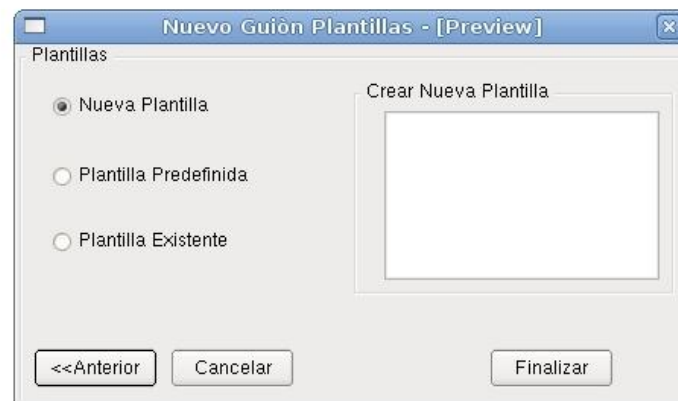 Nuevo Guiòn Plantillas - [Preview]
Plantillas
Nueva Plantilla
Plantilla Predefinida
Plantilla Existente
Crear Nueva Plantilla
<<Anterior
Cancelar
Finalizar